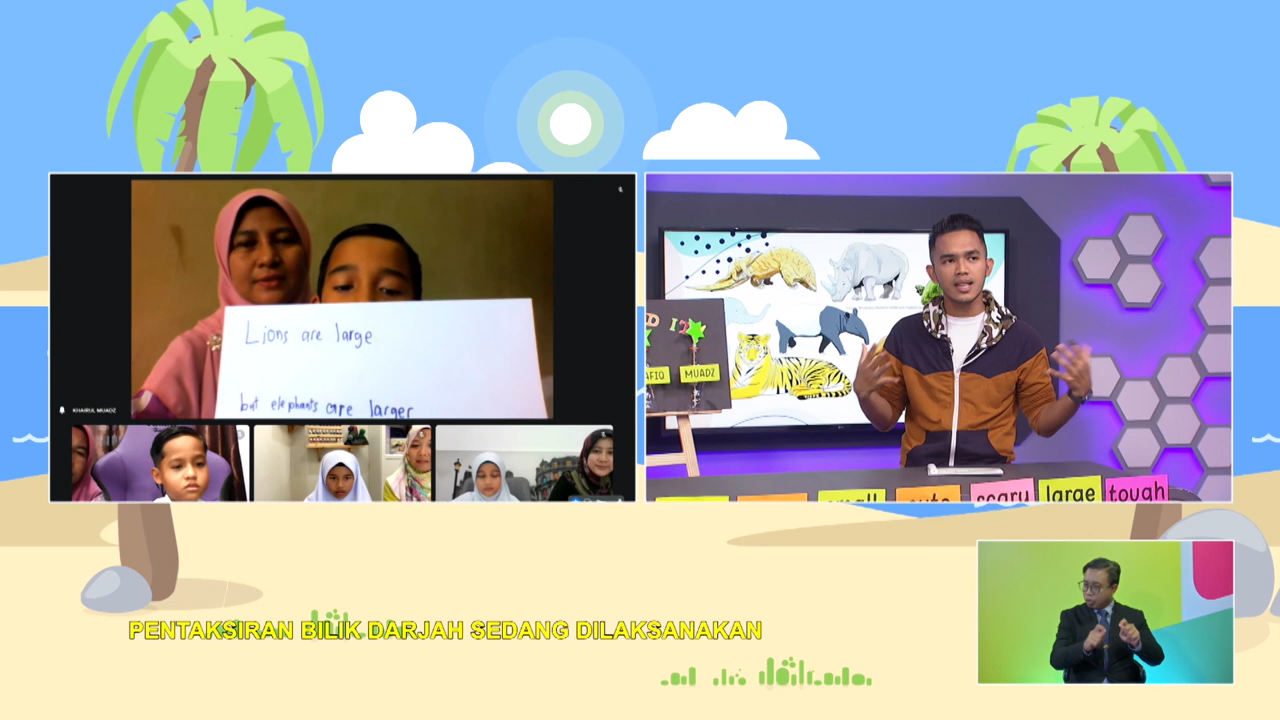 Lions are large
but elephants are larger
KHAIRUL MUADZ
D IT
AFIQ
MUADZ
small
cute
scary
large
tough
PENTAKSIRAN BILIK DARJAH SEDANG DILAKSANAKAN